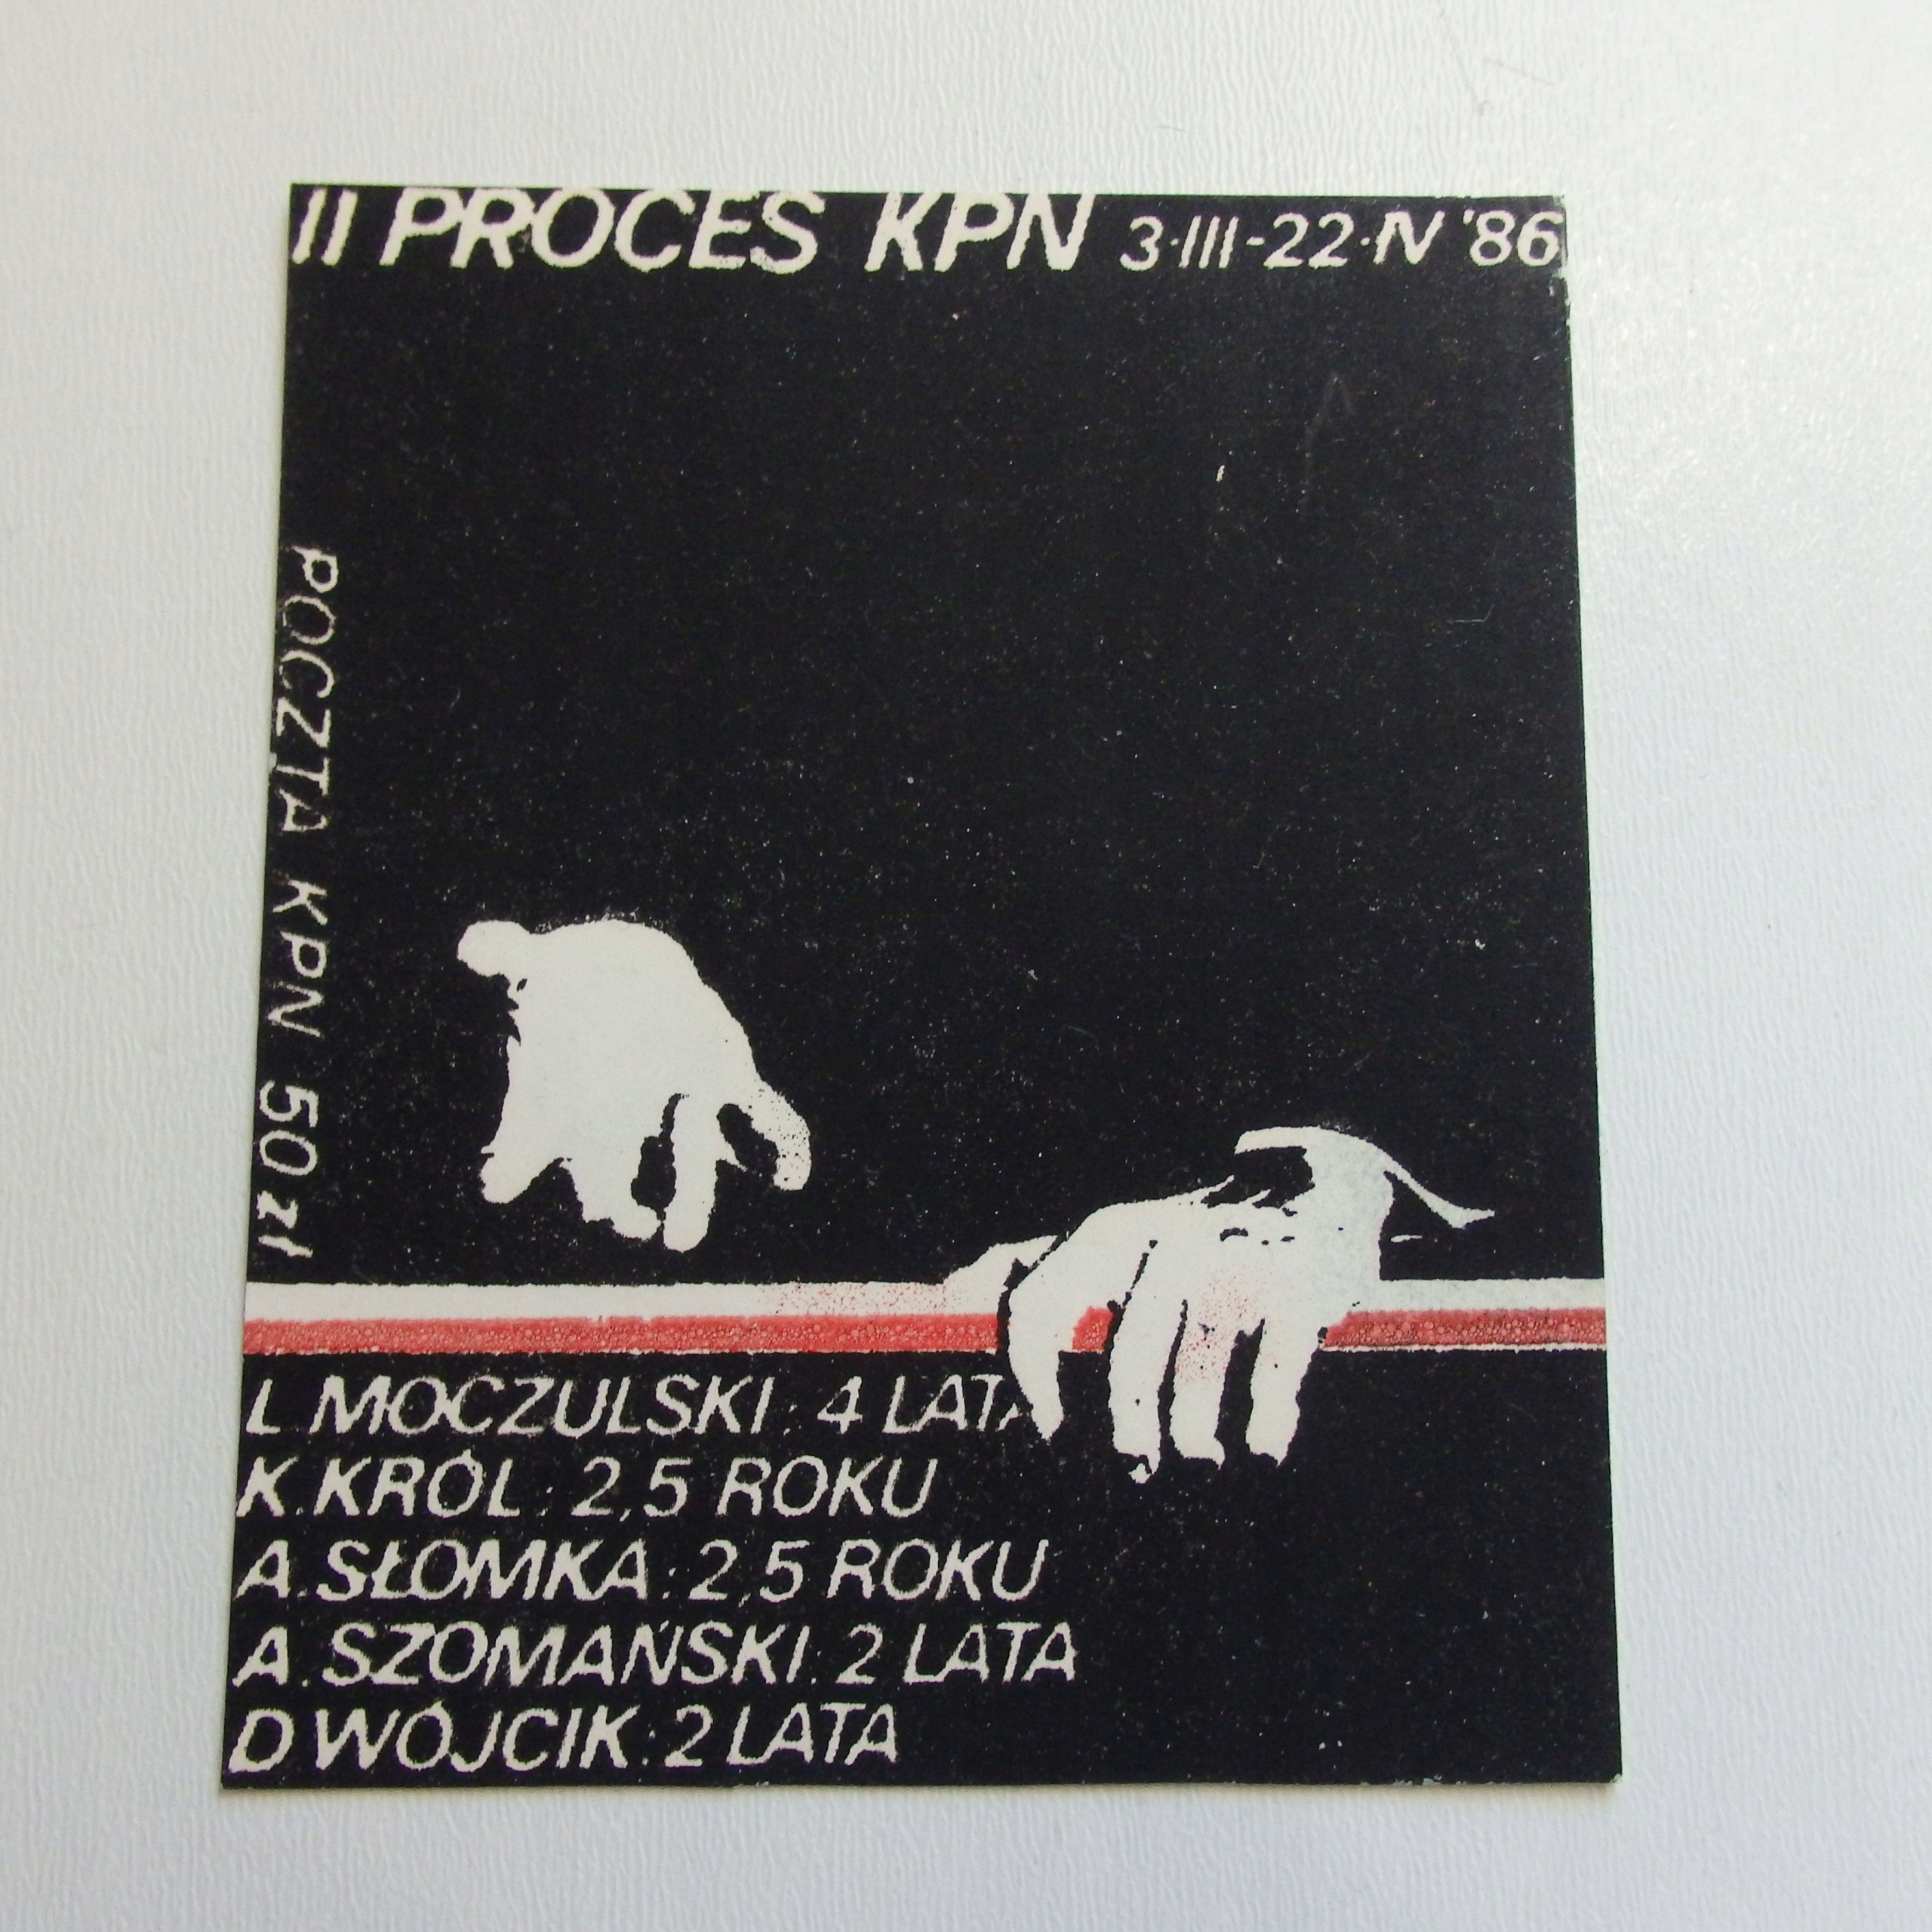 II PROCES KPN 3·III-22·IV '86
POCZTA KPN 50 zł
L. MOCZULSKI: 4 LATA
K. KRÓL: 2,5 ROKU
A. SŁOMKA: 2,5 ROKU
A. SZOMAŃSKI: 2 LATA
D WÓJCIK: 2 LATA